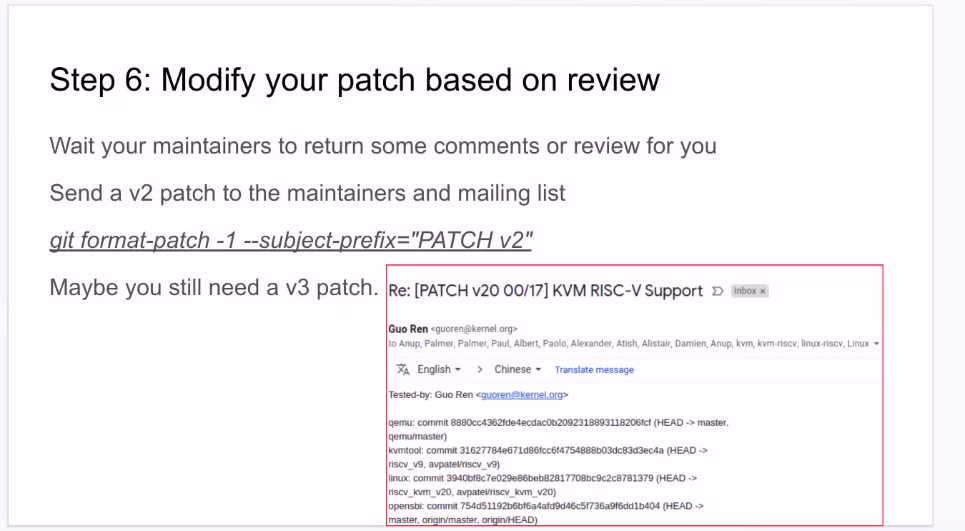 Step 6: Modify your patch based on review
Wait your maintainers to return some comments or review for you
Send a v2 patch to the maintainers and mailing list
git format-patch -1 --subject-prefix="PATCH v2"
Maybe you still need a v3 patch.
Re: [PATCH v20 00/17] KVM RISC-V Support Inbox ×
Guo Ren <guoren@kernel.org>
to Anup, Palmer, Palmer, Paul, Albert, Paolo, Alexander, Atish, Alistair, Damien, Anup, kvm, kvm-riscv, linux-riscv, Linux
English > Chinese Translate message
Tested-by: Guo Ren <guoren@kernel.org>
qemu: commit 8880cc4362fde4ecdac0b2092318893118206fcf (HEAD -> master,
qemu/master)
kvmtool: commit 31627784e671d86fcc6f4754888b03dc83d3ec4a (HEAD ->
riscv_v9, avpatel/riscv_v9)
linux: commit 3940bf8c7e029e86beb82817708bc9c2c8781379 (HEAD ->
riscv_kvm_v20, avpatel/riscv_kvm_v20)
opensbi: commit 754d51192b6bf6a4afd9d46c5f736a9f6dd1b404 (HEAD ->
master, origin/master, origin/HEAD)